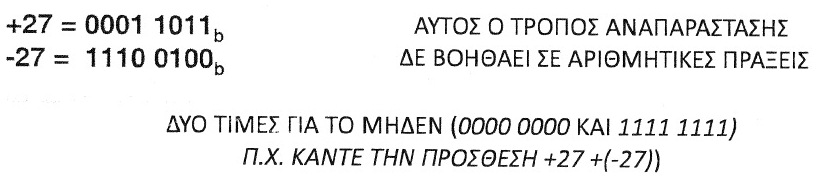 +27 = 0001 1011b ΑΥΤΟΣ Ο ΤΡΟΠΟΣ ΑΝΑΠΑΡΑΣΤΑΣΗΣ
-27 = 1110 0100b ΔΕ ΒΟΗΘΑΕΙ ΣΕ ΑΡΙΘΜΗΤΙΚΕΣ ΠΡΑΞΕΙΣ
ΔΥΟ ΤΙΜΕΣ ΓΙΑ ΤΟ ΜΗΔΕΝ (0000 0000 ΚΑΙ 1111 1111)
Π.Χ. ΚΑΝΤΕ ΤΗΝ ΠΡΟΣΘΕΣΗ +27 +(-27))